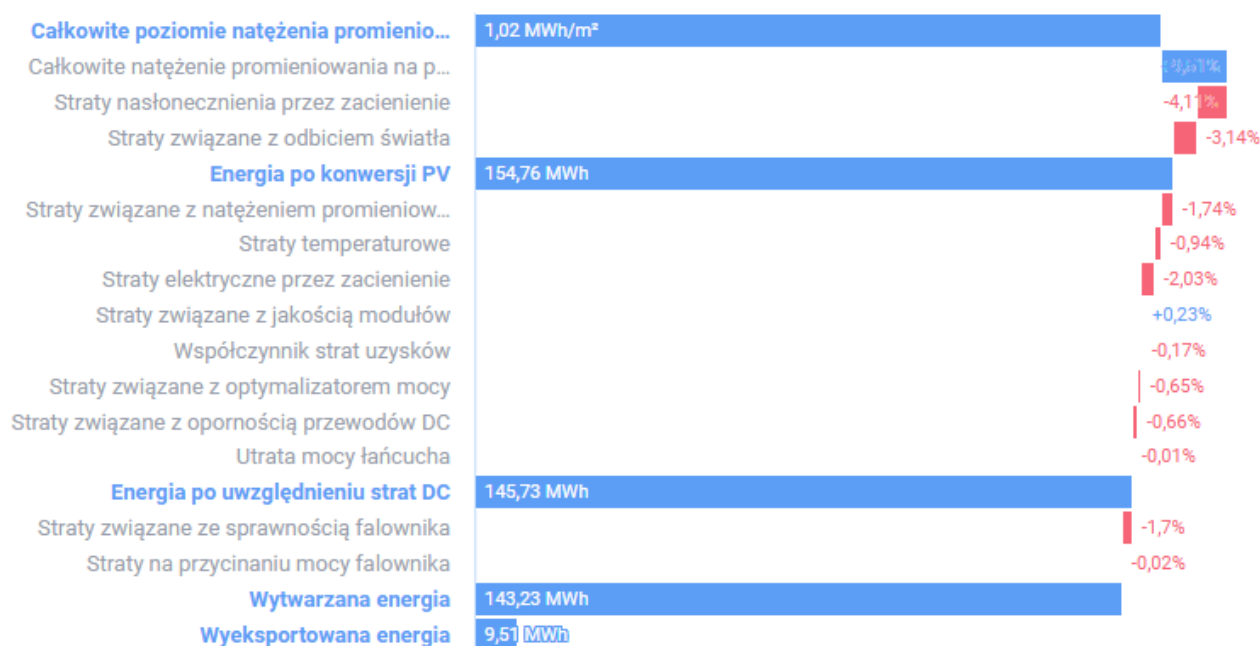 Całkowite poziomie natężenia promienio... 1,02 MWh/m²
Całkowite natężenie promieniowania na p...
Straty nasłonecznienia przez zacienienie -4,11%
Straty związane z odbiciem światła -3,14%
Energia po konwersji PV 154,76 MWh
Straty związane z natężeniem promieniow... -1,74%
Straty temperaturowe -0,94%
Straty elektryczne przez zacienienie -2,03%
Straty związane z jakością modułów +0,23%
Współczynnik strat uzysków -0,17%
Straty związane z optymalizatorem mocy -0,65%
Straty związane z opornością przewodów DC -0,66%
Utrata mocy łańcucha -0,01%
Energia po uwzględnieniu strat DC 145,73 MWh
Straty związane ze sprawnością falownika -1,7%
Straty na przycinaniu mocy falownika -0,02%
Wytwarzana energia 143,23 MWh
Wyeksportowana energia 9,51 MWh